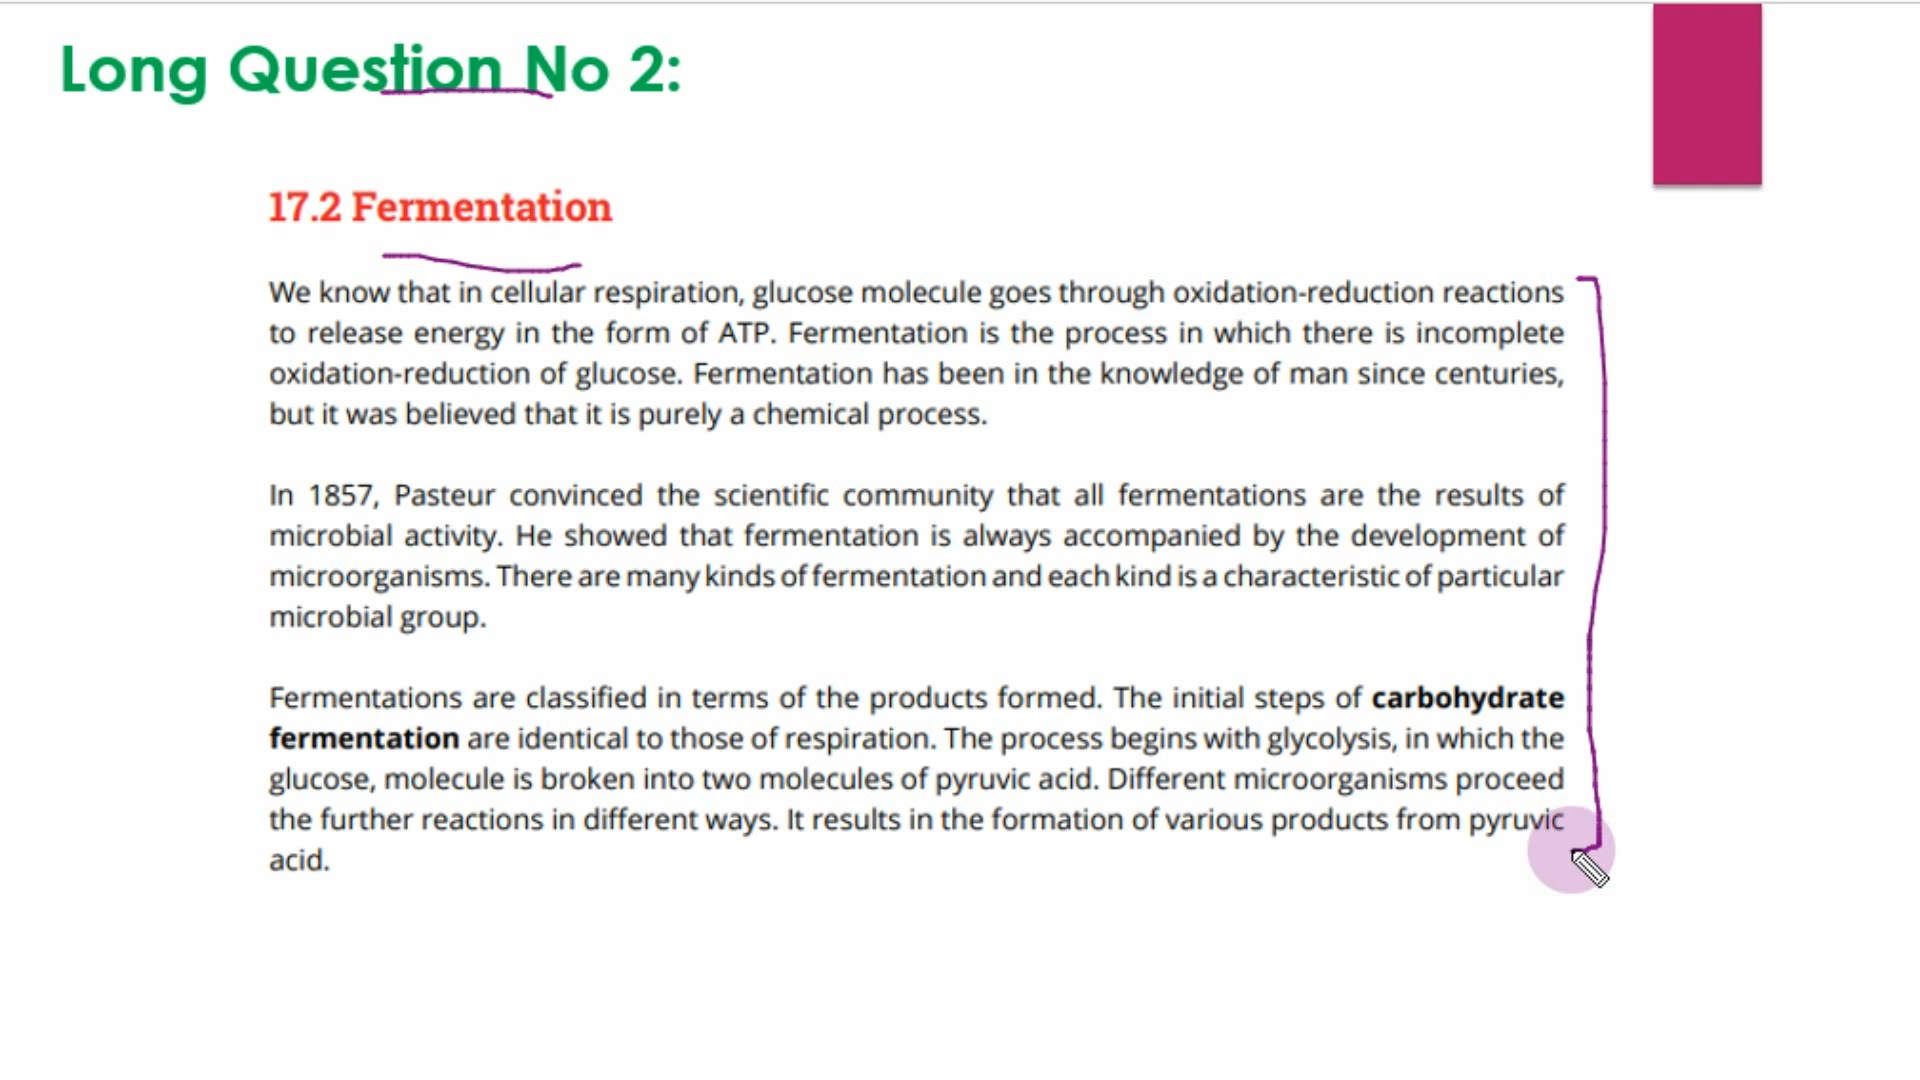 Long Question No 2:
17.2 Fermentation
We know that in cellular respiration, glucose molecule goes through oxidation-reduction reactions
to release energy in the form of ATP. Fermentation is the process in which there is incomplete
oxidation-reduction of glucose. Fermentation has been in the knowledge of man since centuries,
but it was believed that it is purely a chemical process.
In 1857, Pasteur convinced the scientific community that all fermentations are the results of
microbial activity. He showed that fermentation is always accompanied by the development of
microorganisms. There are many kinds of fermentation and each kind is a characteristic of particular
microbial group.
Fermentations are classified in terms of the products formed. The initial steps of carbohydrate
fermentation are identical to those of respiration. The process begins with glycolysis, in which the
glucose, molecule is broken into two molecules of pyruvic acid. Different microorganisms proceed
the further reactions in different ways. It results in the formation of various products from pyruvic
acid.